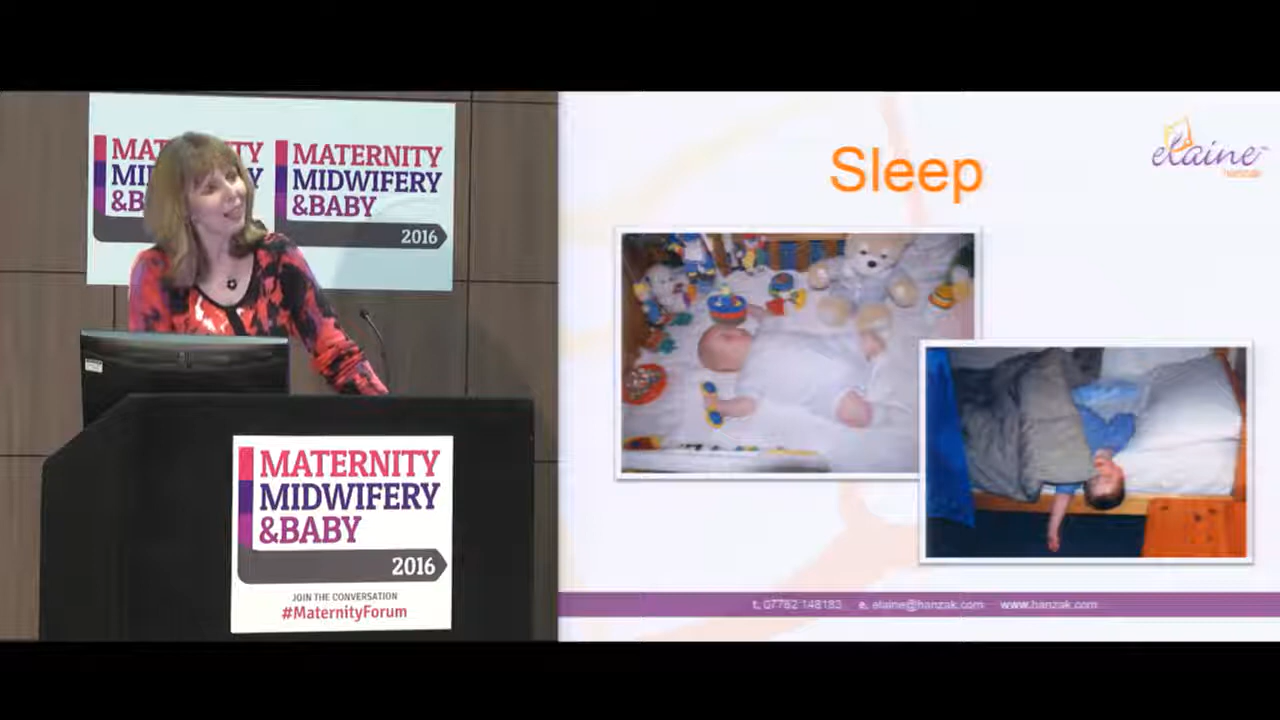 MATERNITY
MIDWIFERY
&BABY
MATERNITY
MIDWIFERY
&BABY
2016
MATERNITY
MIDWIFERY
&BABY
2016
JOIN THE CONVERSATION
#MaternityForum
Sleep
elaine
hanzak
t. 07782 148183 e. elaine@hanzak.com www.hanzak.com